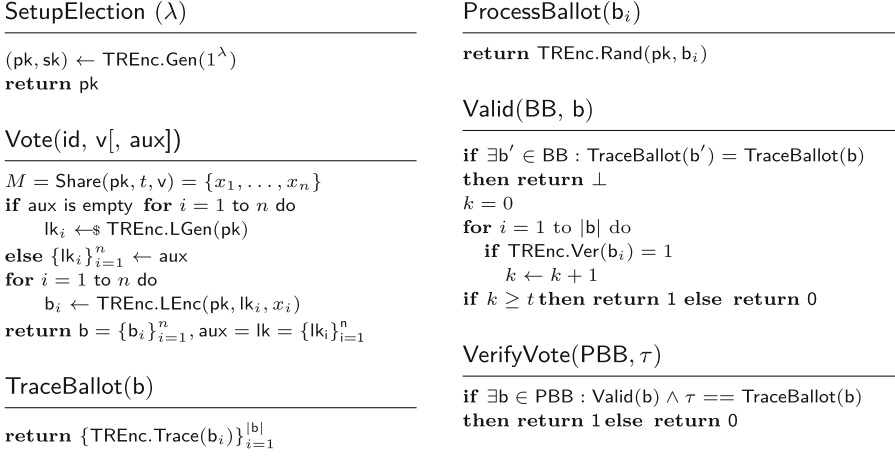 SetupElection (λ)
(pk, sk) ← TREnc.Gen(1^λ)
return pk
Vote(id, v[, aux])
M = Share(pk, t, v) = {x_1, . . . , x_n}
if aux is empty for i = 1 to n do
lk_i ←$ TREnc.LGen(pk)
else {lk_i}_{i=1}^n ← aux
for i = 1 to n do
b_i ← TREnc.LEnc(pk, lk_i, x_i)
return b = {b_i}_{i=1}^n, aux = lk = {lk_i}_{i=1}^n
TraceBallot(b)
return {TREnc.Trace(b_i)}_{i=1}^{|b|}
ProcessBallot(b_i)
return TREnc.Rand(pk, b_i)
Valid(BB, b)
if ∃b′ ∈ BB : TraceBallot(b′) = TraceBallot(b)
then return ⊥
k = 0
for i = 1 to |b| do
if TREnc.Ver(b_i) = 1
k ← k + 1
if k ≥ t then return 1 else return 0
VerifyVote(PBB, τ)
if ∃b ∈ PBB : Valid(b) ∧ τ == TraceBallot(b)
then return 1 else return 0